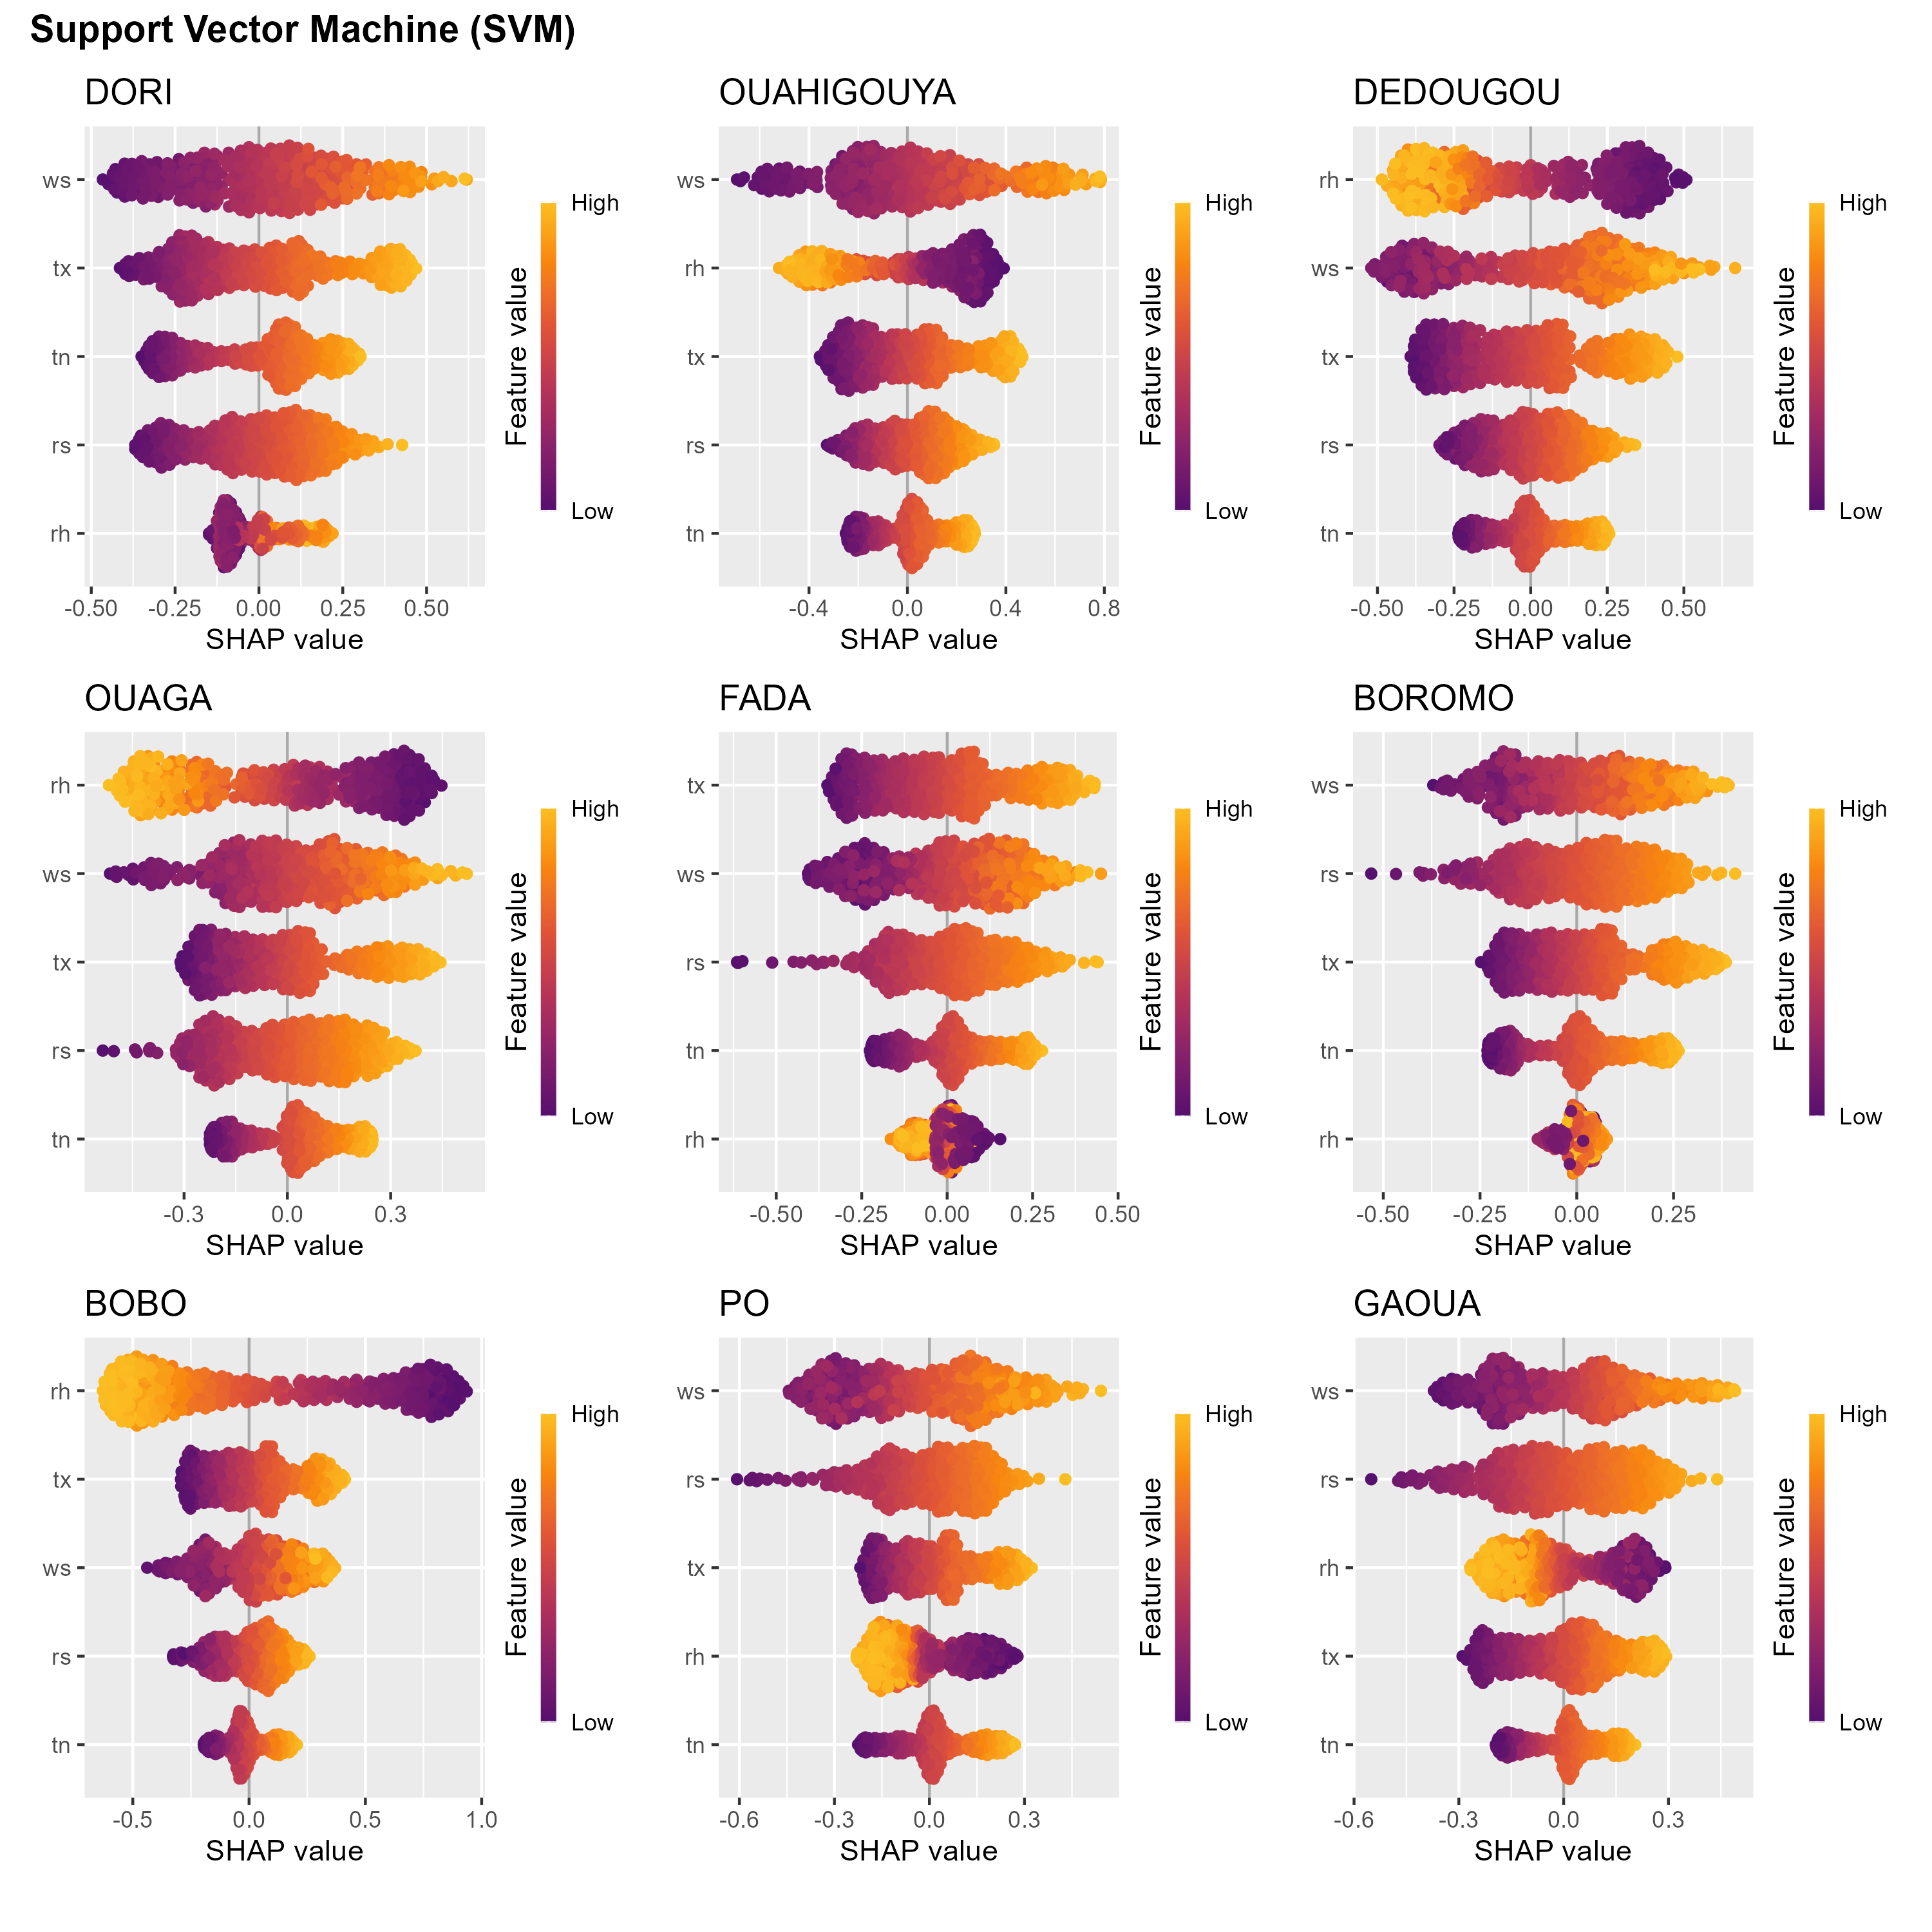 Support Vector Machine (SVM)
DORI
ws
tx
tn
rs
rh
-0.50 -0.25 0.00 0.25 0.50
SHAP value
Feature value
High
Low
OUAHIGOUYA
ws
rh
tx
rs
tn
-0.4 0.0 0.4 0.8
SHAP value
Feature value
High
Low
DEDOUGOU
rh
ws
tx
rs
tn
-0.50 -0.25 0.00 0.25 0.50
SHAP value
Feature value
High
Low
OUAGA
rh
ws
tx
rs
tn
-0.3 0.0 0.3
SHAP value
Feature value
High
Low
FADA
tx
ws
rs
tn
rh
-0.50 -0.25 0.00 0.25 0.50
SHAP value
Feature value
High
Low
BOROMO
ws
rs
tx
tn
rh
-0.50 -0.25 0.00 0.25
SHAP value
Feature value
High
Low
BOBO
rh
tx
ws
rs
tn
-0.5 0.0 0.5 1.0
SHAP value
Feature value
High
Low
PO
ws
rs
tx
rh
tn
-0.6 -0.3 0.0 0.3
SHAP value
Feature value
High
Low
GAOUA
ws
rs
rh
tx
tn
-0.6 -0.3 0.0 0.3
SHAP value
Feature value
High
Low